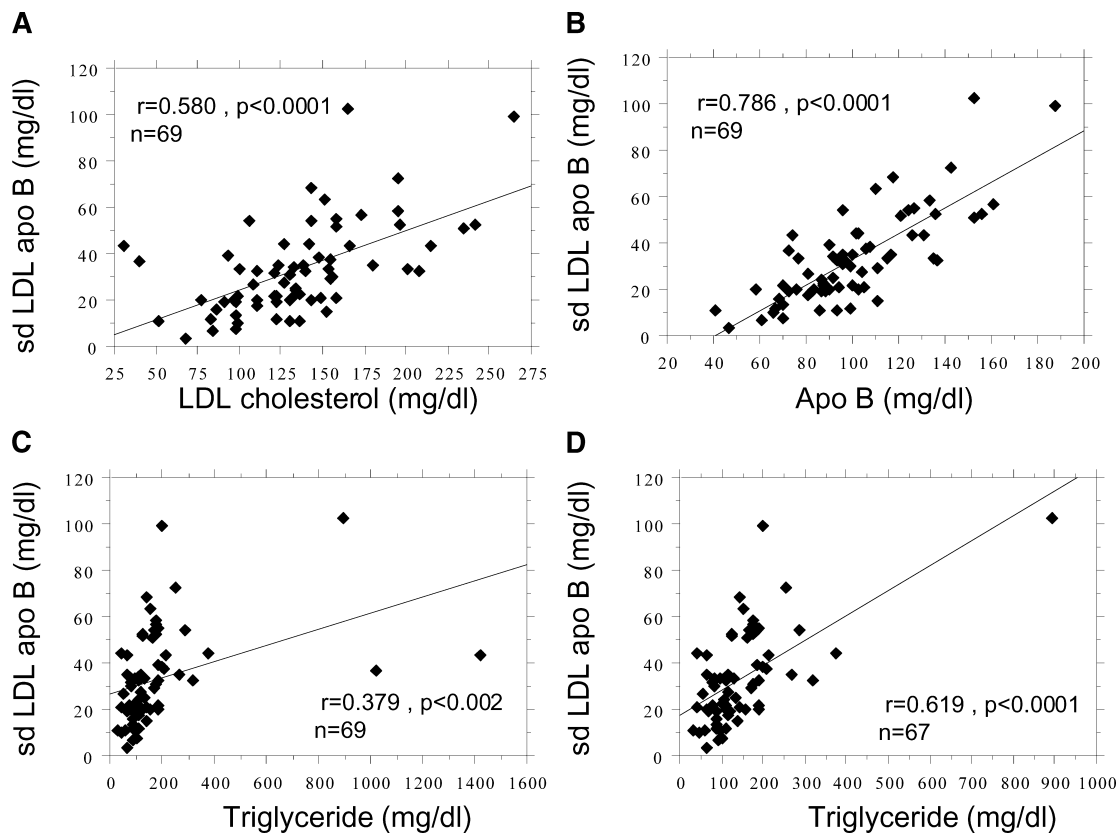 A
sd LDL apo B (mg/dl)
120
100
80
60
40
20
0
r=0.580 , p<0.0001
n=69
25 50 75 100 125 150 175 200 225 250 275
LDL cholesterol (mg/dl)
B
sd LDL apo B (mg/dl)
120
100
80
60
40
20
0
r=0.786 , p<0.0001
n=69
20 40 60 80 100 120 140 160 180 200
Apo B (mg/dl)
C
sd LDL apo B (mg/dl)
120
100
80
60
40
20
0
r=0.379 , p<0.002
n=69
0 200 400 600 800 1000 1200 1400 1600
Triglyceride (mg/dl)
D
sd LDL apo B (mg/dl)
120
100
80
60
40
20
0
r=0.619 , p<0.0001
n=67
0 100 200 300 400 500 600 700 800 900 1000
Triglyceride (mg/dl)